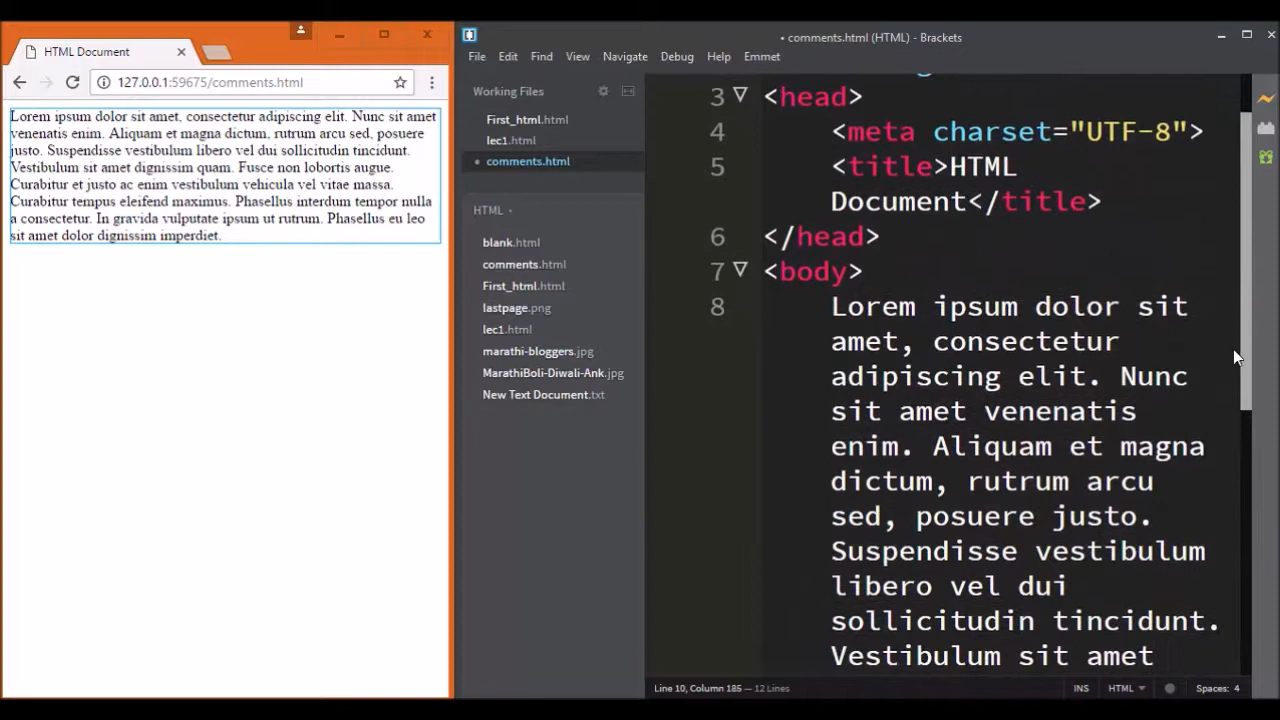 HTML Document
127.0.0.1:59675/comments.html
Lorem ipsum dolor sit amet, consectetur adipiscing elit. Nunc sit amet
venenatis enim. Aliquam et magna dictum, rutrum arcu sed, posuere
justo. Suspendisse vestibulum libero vel dui sollicitudin tincidunt.
Vestibulum sit amet dignissim quam. Fusce non lobortis augue.
Curabitur et justo ac enim vestibulum vehicula vel vitae massa.
Curabitur tempus eleifend maximus. Phasellus interdum tempor nulla
a consectetur. In gravida vulputate ipsum ut rutrum. Phasellus eu leo
sit amet dolor dignissim imperdiet.
• comments.html (HTML) - Brackets
File Edit Find View Navigate Debug Help Emmet
Working Files
First_html.html
lec1.html
comments.html
HTML
blank.html
comments.html
First_html.html
lastpage.png
lec1.html
marathi-bloggers.jpg
MarathiBoli-Diwali-Ank.jpg
New Text Document.txt
3 <head>
4 <meta charset="UTF-8">
5 <title>HTML
Document</title>
6 </head>
7 <body>
8 Lorem ipsum dolor sit
amet, consectetur
adipiscing elit. Nunc
sit amet venenatis
enim. Aliquam et magna
dictum, rutrum arcu
sed, posuere justo.
Suspendisse vestibulum
libero vel dui
sollicitudin tincidunt.
Vestibulum sit amet
Line 10, Column 185 — 12 Lines
INS HTML Spaces: 4